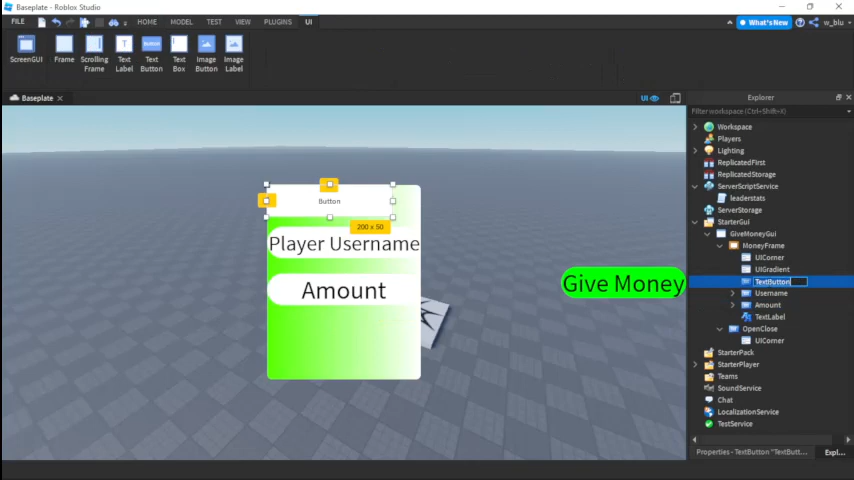 Baseplate - Roblox Studio
FILE
HOME
MODEL
TEST
VIEW
PLUGINS
UI
What's New
w_blu
ScreenGUI
Frame
Scrolling Frame
Text Label
Text Button
Text Box
Image Button
Image Label
Baseplate
UI
Explorer
Filter workspace (Ctrl+Shift+X)
Workspace
Players
Lighting
ReplicatedFirst
ReplicatedStorage
ServerScriptService
leaderstats
ServerStorage
StarterGui
GiveMoneyGui
MoneyFrame
UICorner
UIGradient
TextButton
Username
Amount
TextLabel
OpenClose
UICorner
StarterPack
StarterPlayer
Teams
SoundService
Chat
LocalizationService
TestService
Button
200 x 50
Player Username
Amount
Give Money
Properties - TextButton "TextButt...
Expl...